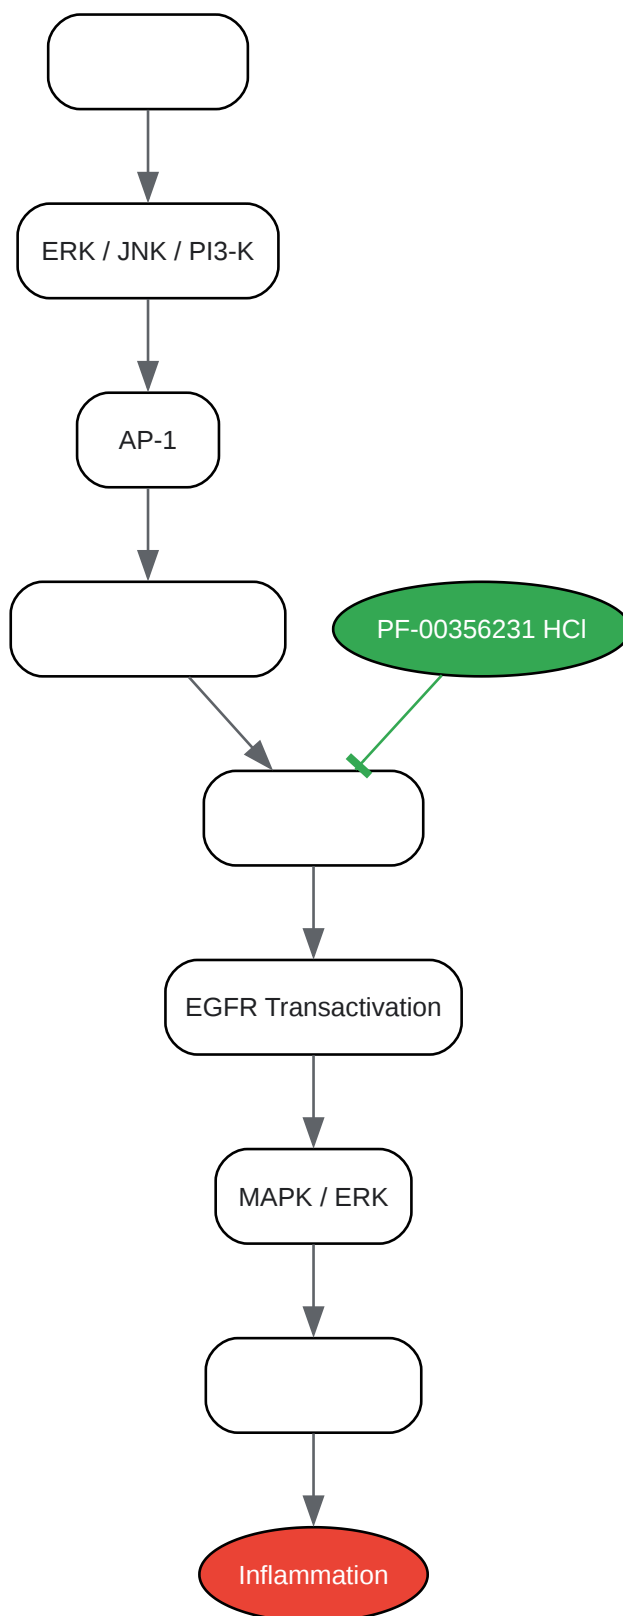 ERK / JNK / PI3-K
AP-1
PF-00356231 HCl
EGFR Transactivation
MAPK / ERK
Inflammation